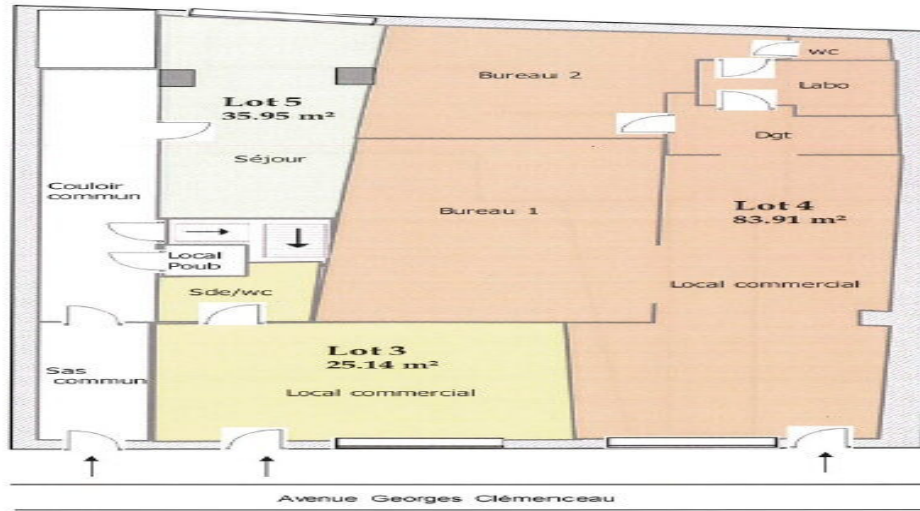 wc
Bureau 2
Labo
Lot 5
35.95 m²
Dgt
Séjour
Couloir
commun
Bureau 1
Lot 4
83.91 m²
Local
Poub
Sde/wc
Local commercial
Lot 3
25.14 m²
Sas
commun
Local commercial
Avenue Georges Clémenceau